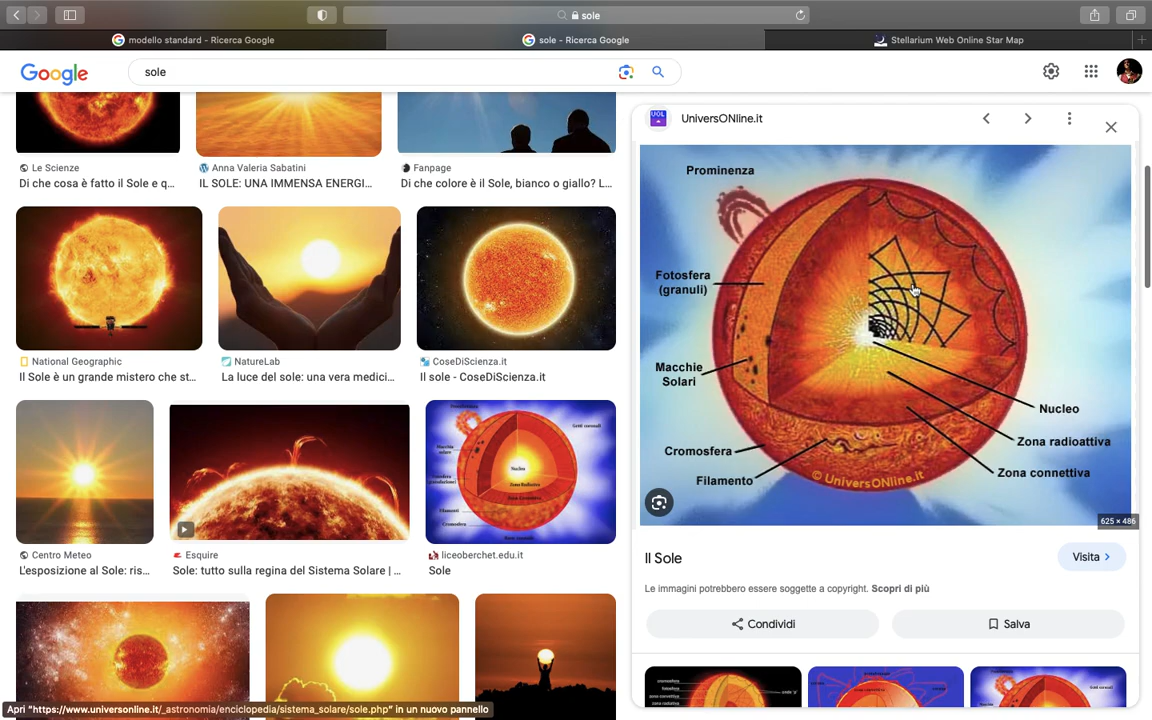 sole
modello standard - Ricerca Google
sole - Ricerca Google
Stellarium Web Online Star Map
Google
sole
Le Scienze
Di che cosa è fatto il Sole e q...
Anna Valeria Sabatini
IL SOLE: UNA IMMENSA ENERGI...
Fanpage
Di che colore è il Sole, bianco o giallo? L...
National Geographic
Il Sole è un grande mistero che st...
NatureLab
La luce del sole: una vera medici...
CoseDiScienza.it
Il sole - CoseDiScienza.it
Nucleo
Zona Radiativa
Centro Meteo
L'esposizione al Sole: ris...
Esquire
Sole: tutto sulla regina del Sistema Solare | ...
liceoberchet.edu.it
Sole
Apri "https://www.universonline.it/_astronomia/enciclopedia/sistema_solare/sole.php" in un nuovo pannello
UOL
UniversONline.it
Prominenza
Fotosfera
(granuli)
Macchie
Solari
Cromosfera
Filamento
Nucleo
Zona radioattiva
Zona connettiva
© UniversONline.it
625 × 486
Il Sole
Visita
Le immagini potrebbero essere soggette a copyright. Scopri di più
Condividi
Salva